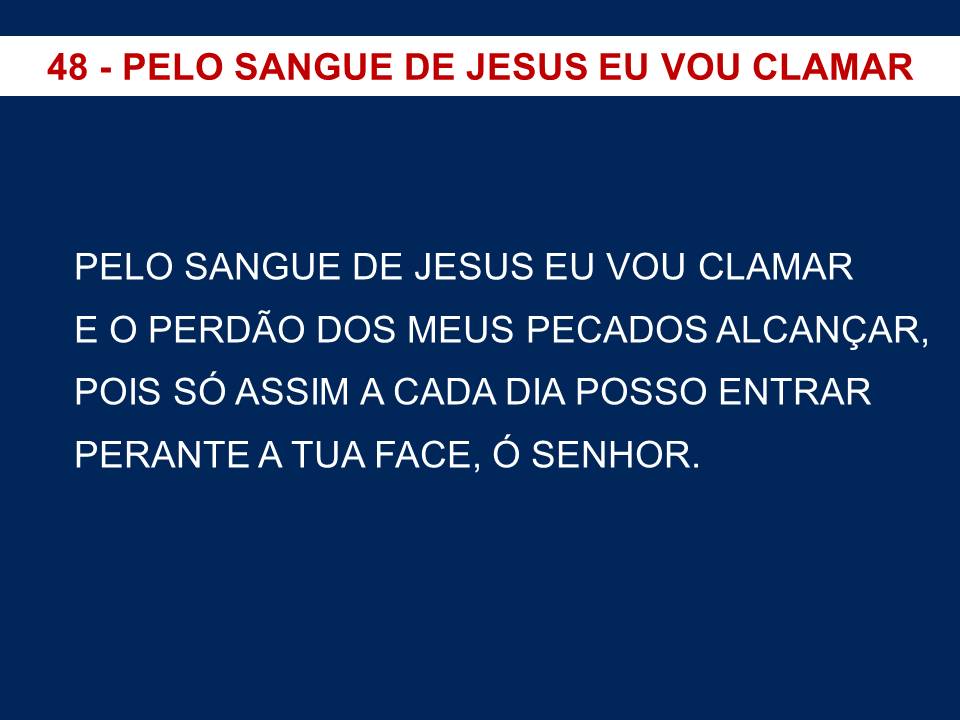 48 - PELO SANGUE DE JESUS EU VOU CLAMAR
PELO SANGUE DE JESUS EU VOU CLAMAR
E O PERDÃO DOS MEUS PECADOS ALCANÇAR,
POIS SÓ ASSIM A CADA DIA POSSO ENTRAR
PERANTE A TUA FACE, Ó SENHOR.